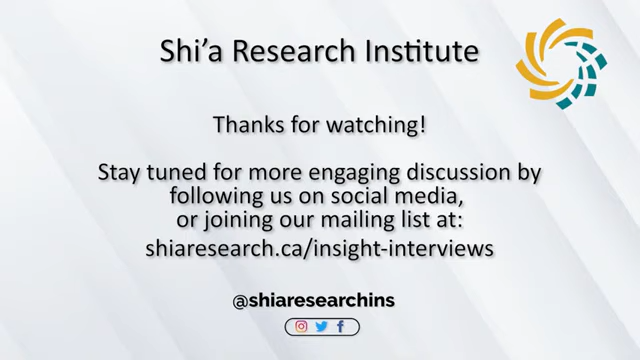 Shi’a Research Institute
Thanks for watching!
Stay tuned for more engaging discussion by
following us on social media,
or joining our mailing list at:
shiaresearch.ca/insight-interviews
@shiaresearchins